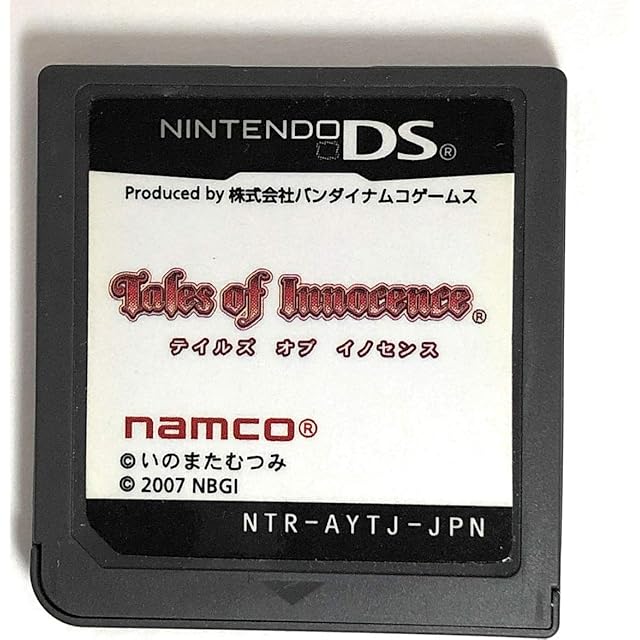 NINTENDO DS®
Produced by 株式会社バンダイナムコゲームス
Tales of Innocence®
テイルズ オブ イノセンス
namco®
©いのまたむつみ
© 2007 NBGI
NTR-AYTJ-JPN